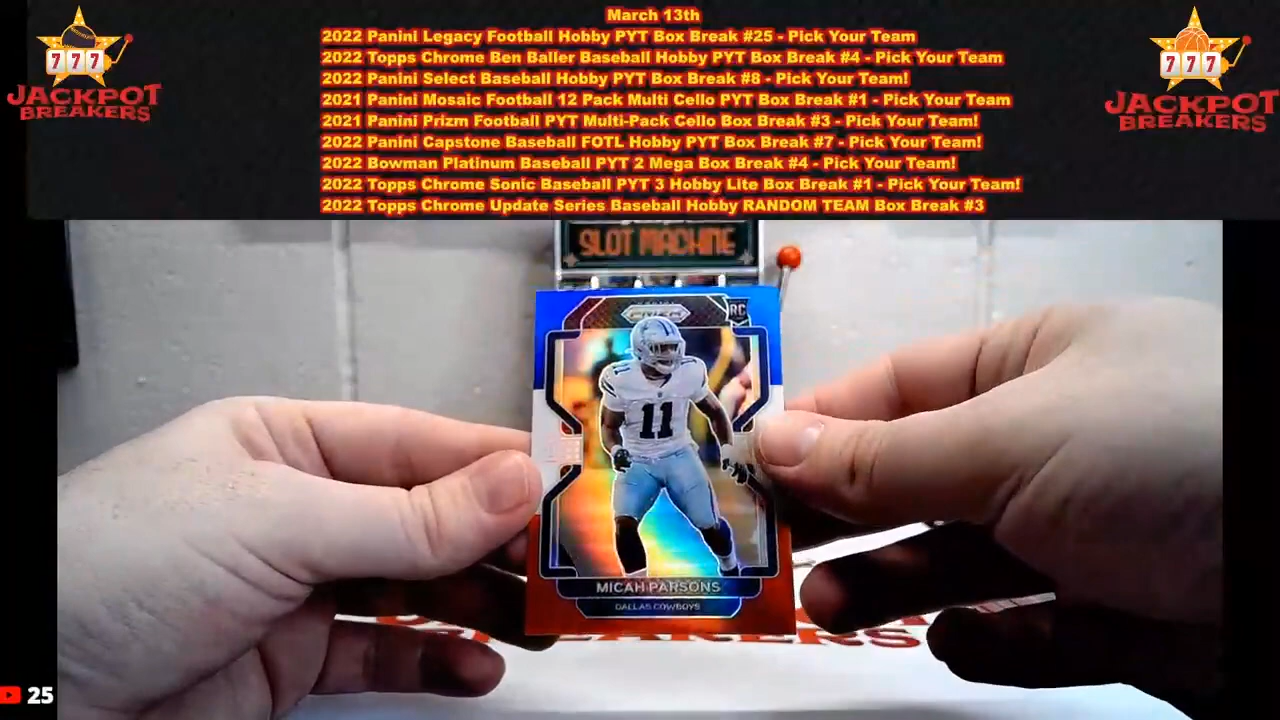 March 13th
2022 Panini Legacy Football Hobby PYT Box Break #25 - Pick Your Team
2022 Topps Chrome Ben Baller Baseball Hobby PYT Box Break #4 - Pick Your Team
2022 Panini Select Baseball Hobby PYT Box Break #8 - Pick Your Team!
2021 Panini Mosaic Football 12 Pack Multi Cello PYT Box Break #1 - Pick Your Team
2021 Panini Prizm Football PYT Multi-Pack Cello Box Break #3 - Pick Your Team!
2022 Panini Capstone Baseball FOTL Hobby PYT Box Break #7 - Pick Your Team!
2022 Bowman Platinum Baseball PYT 2 Mega Box Break #4 - Pick Your Team!
2022 Topps Chrome Sonic Baseball PYT 3 Hobby Lite Box Break #1 - Pick Your Team!
2022 Topps Chrome Update Series Baseball Hobby RANDOM TEAM Box Break #3
777
JACKPOT
BREAKERS
777
JACKPOT
BREAKERS
SLOT MACHINE
PRIZM
RC
11
11
MICAH PARSONS
DALLAS COWBOYS
BREAKERS
25